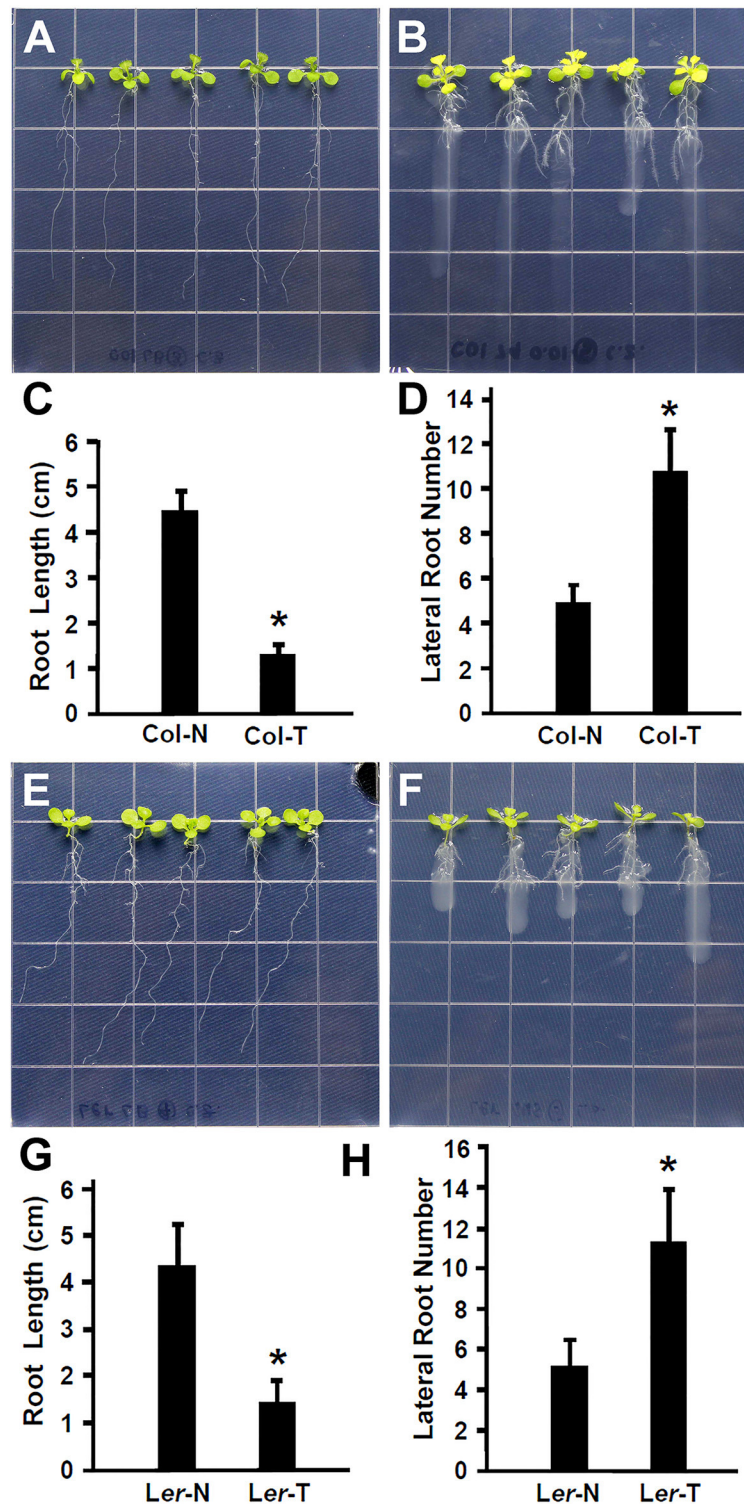 A
B
C
D
Root Length (cm)
6
5
4
3
2
1
0
*
Col-N
Col-T
Lateral Root Number
14
12
10
8
6
4
2
0
*
Col-N
Col-T
E
F
G
H
Root Length (cm)
6
5
4
3
2
1
0
*
Ler-N
Ler-T
Lateral Root Number
16
14
12
10
8
6
4
2
0
*
Ler-N
Ler-T